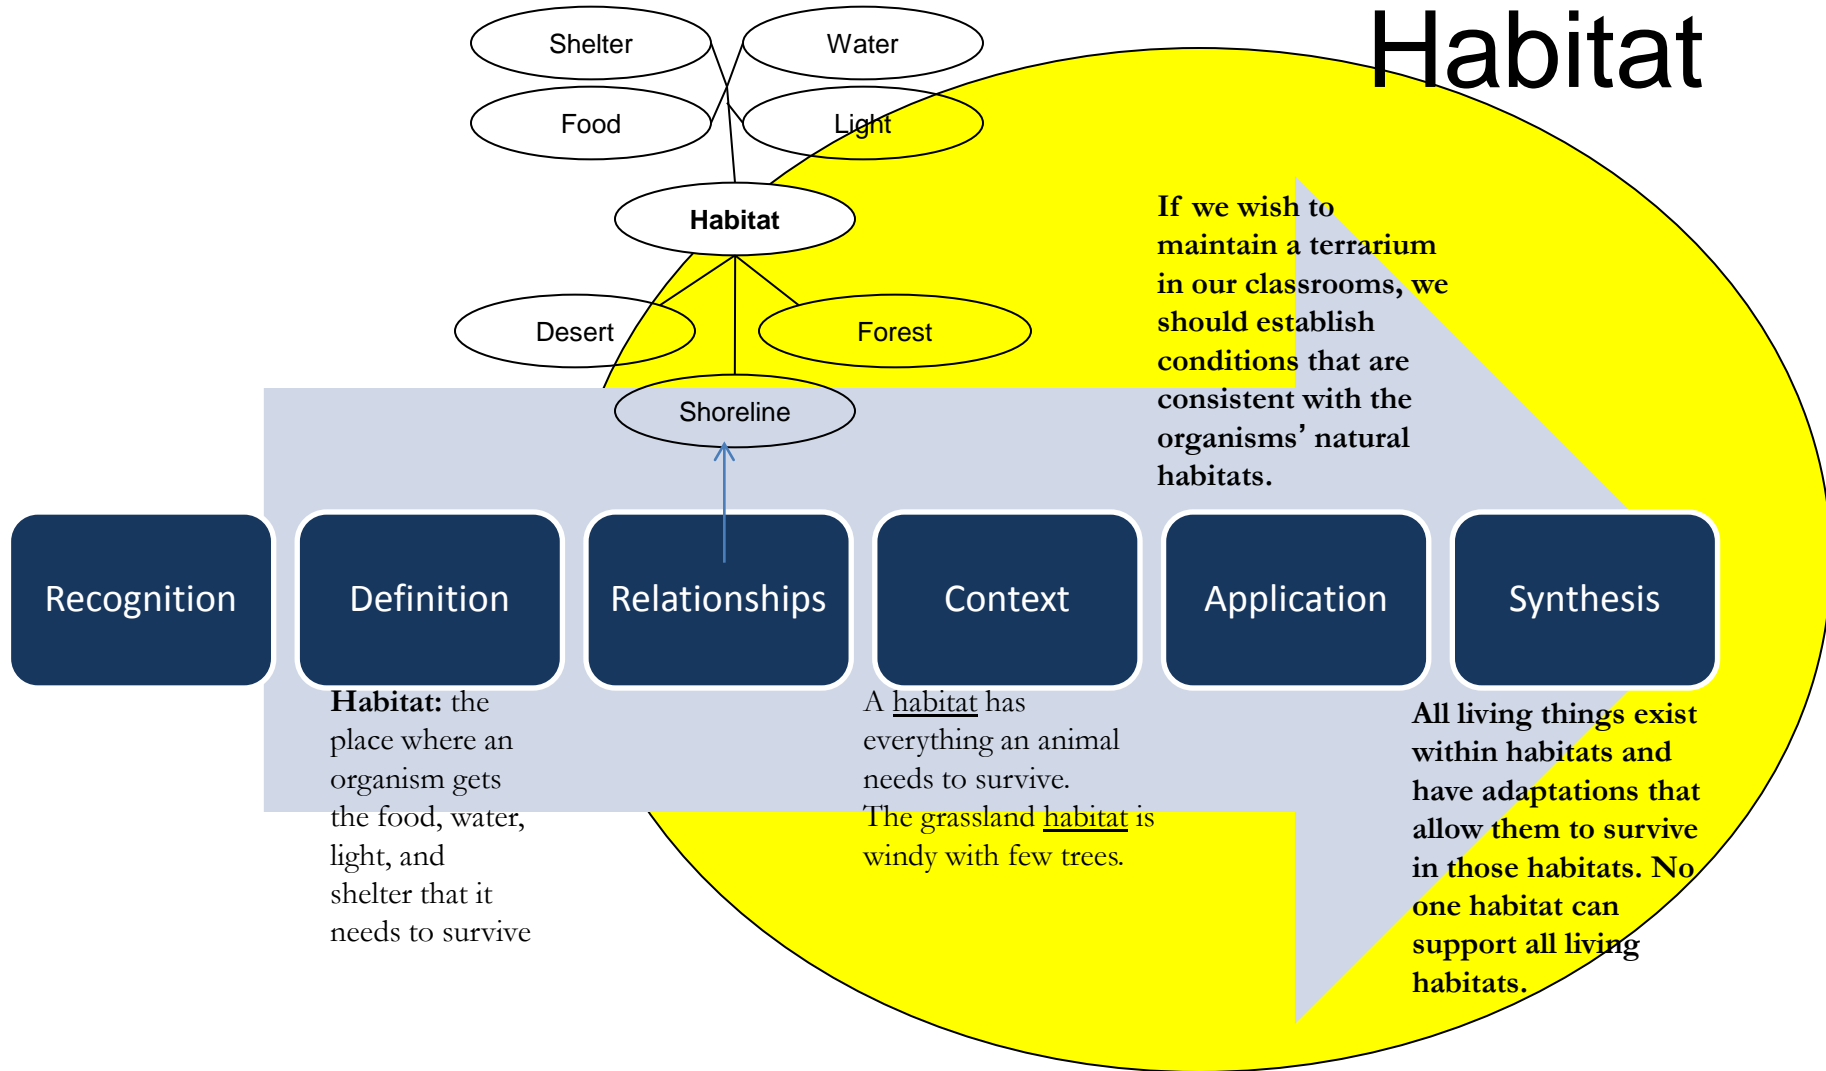 Habitat
Shelter
Water
Food
Light
Habitat
Desert
Forest
Shoreline
If we wish to
maintain a terrarium
in our classrooms, we
should establish
conditions that are
consistent with the
organisms’ natural
habitats.
Recognition
Definition
Relationships
Context
Application
Synthesis
Habitat: the
place where an
organism gets
the food, water,
light, and
shelter that it
needs to survive
A habitat has
everything an animal
needs to survive.
The grassland habitat is
windy with few trees.
All living things exist
within habitats and
have adaptations that
allow them to survive
in those habitats. No
one habitat can
support all living
habitats.